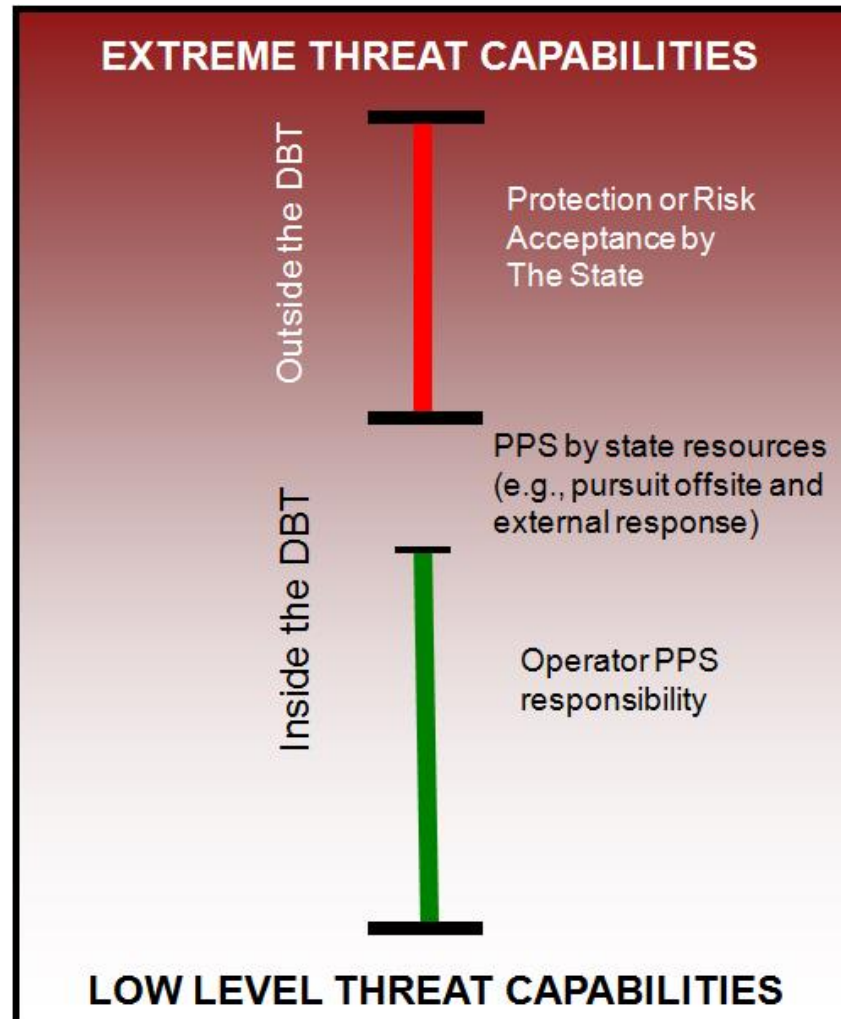 EXTREME THREAT CAPABILITIES
Outside the DBT
Protection or Risk
Acceptance by
The State
PPS by state resources
(e.g., pursuit offsite and
external response)
Inside the DBT
Operator PPS
responsibility
LOW LEVEL THREAT CAPABILITIES